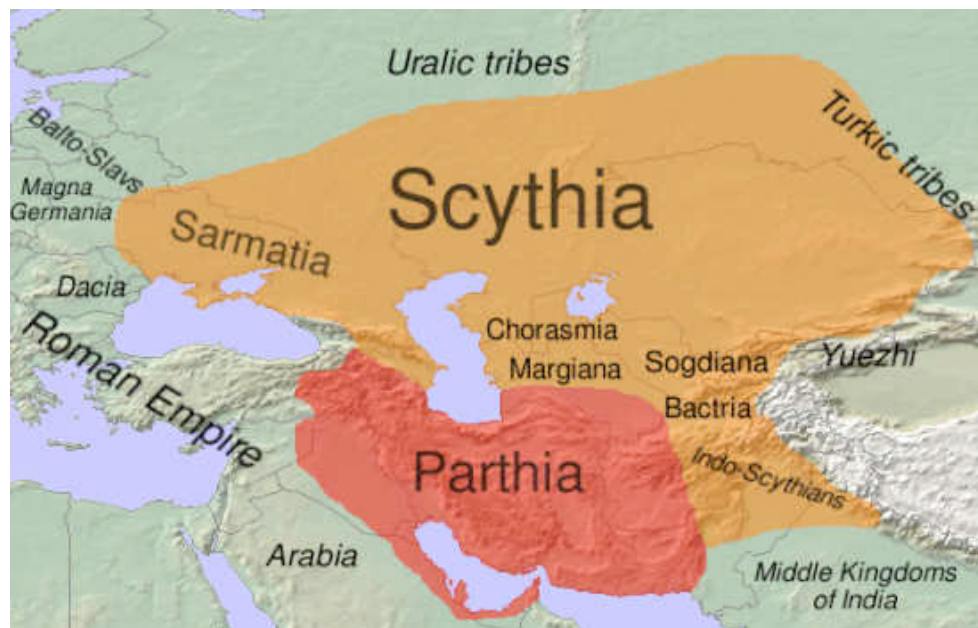 Uralic tribes
Turkic tribes
Balto-Slavs
Magna
Germania
Scythia
Sarmatia
Dacia
Roman Empire
Chorasmia
Margiana
Sogdiana
Yuezhi
Bactria
Parthia
Indo-Scythians
Arabia
Middle Kingdoms
of India